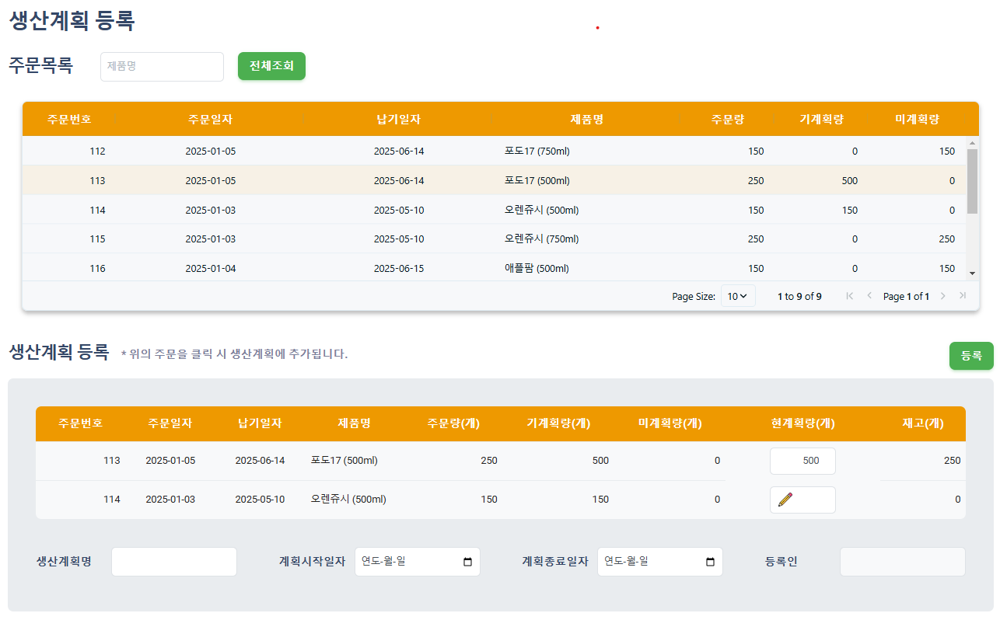 생산계획 등록
주문목록 제품명 전체조회
주문번호 주문일자 납기일자 제품명 주문량 기계획량 미계획량
112 2025-01-05 2025-06-14 포도17 (750ml) 150 0 150
113 2025-01-05 2025-06-14 포도17 (500ml) 250 500 0
114 2025-01-03 2025-05-10 오렌쥬시 (500ml) 150 150 0
115 2025-01-03 2025-05-10 오렌쥬시 (750ml) 250 0 250
116 2025-01-04 2025-06-15 애플팜 (500ml) 150 0 150
Page Size: 10 1 to 9 of 9 Page 1 of 1
생산계획 등록 * 위의 주문을 클릭 시 생산계획에 추가됩니다. 등록
주문번호 주문일자 납기일자 제품명 주문량(개) 기계획량(개) 미계획량(개) 현계획량(개) 재고(개)
113 2025-01-05 2025-06-14 포도17 (500ml) 250 500 0 500 250
114 2025-01-03 2025-05-10 오렌쥬시 (500ml) 150 150 0 0
생산계획명 계획시작일자 연도-월-일 계획종료일자 연도-월-일 등록인